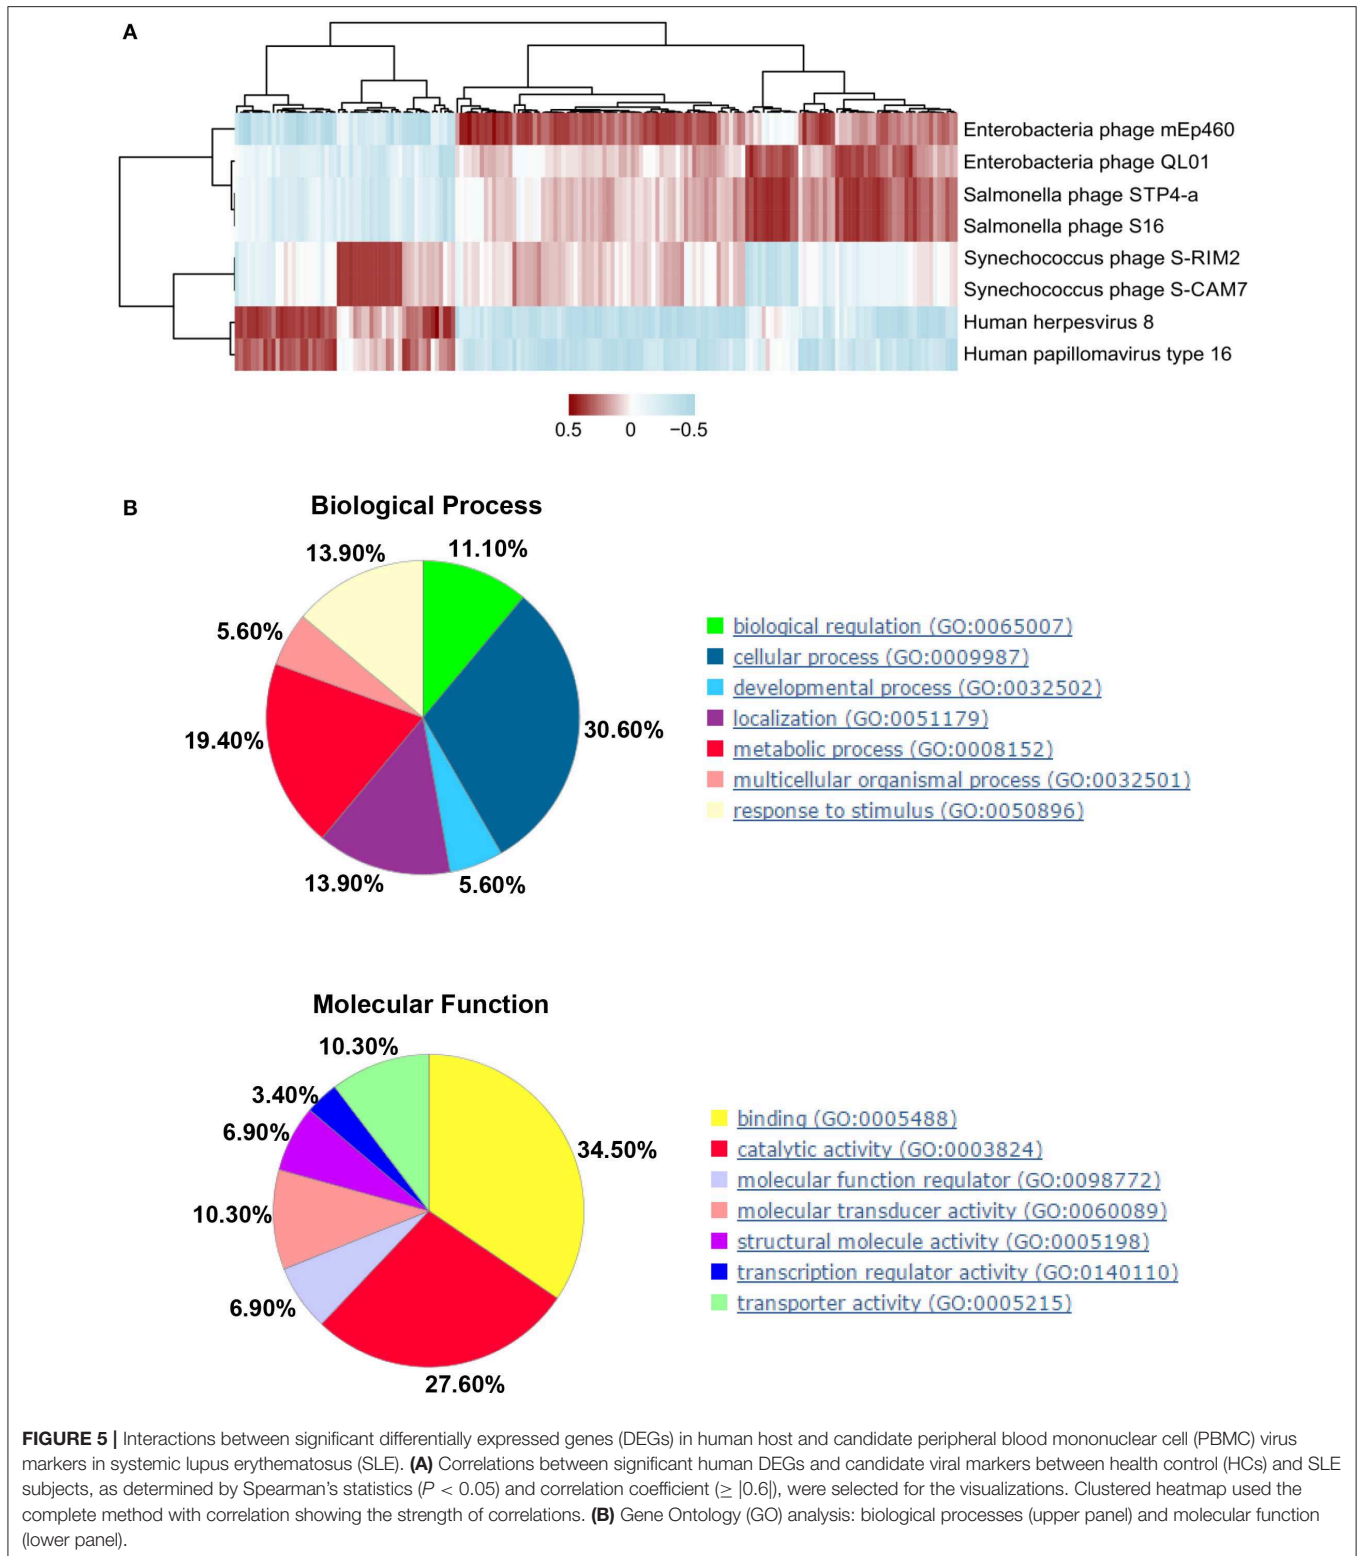 A
Enterobacteria phage mEp460
Enterobacteria phage QL01
Salmonella phage STP4-a
Salmonella phage S16
Synechococcus phage S-RIM2
Synechococcus phage S-CAM7
Human herpesvirus 8
Human papillomavirus type 16
0.5 0 −0.5
B
Biological Process
13.90%
11.10%
5.60%
19.40%
30.60%
13.90%
5.60%
biological regulation (GO:0065007)
cellular process (GO:0009987)
developmental process (GO:0032502)
localization (GO:0051179)
metabolic process (GO:0008152)
multicellular organismal process (GO:0032501)
response to stimulus (GO:0050896)
Molecular Function
10.30%
3.40%
6.90%
34.50%
10.30%
6.90%
27.60%
binding (GO:0005488)
catalytic activity (GO:0003824)
molecular function regulator (GO:0098772)
molecular transducer activity (GO:0060089)
structural molecule activity (GO:0005198)
transcription regulator activity (GO:0140110)
transporter activity (GO:0005215)
FIGURE 5 | Interactions between significant differentially expressed genes (DEGs) in human host and candidate peripheral blood mononuclear cell (PBMC) virus
markers in systemic lupus erythematosus (SLE). (A) Correlations between significant human DEGs and candidate viral markers between health control (HCs) and SLE
subjects, as determined by Spearman's statistics (P < 0.05) and correlation coefficient (≥ |0.6|), were selected for the visualizations. Clustered heatmap used the
complete method with correlation showing the strength of correlations. (B) Gene Ontology (GO) analysis: biological processes (upper panel) and molecular function
(lower panel).